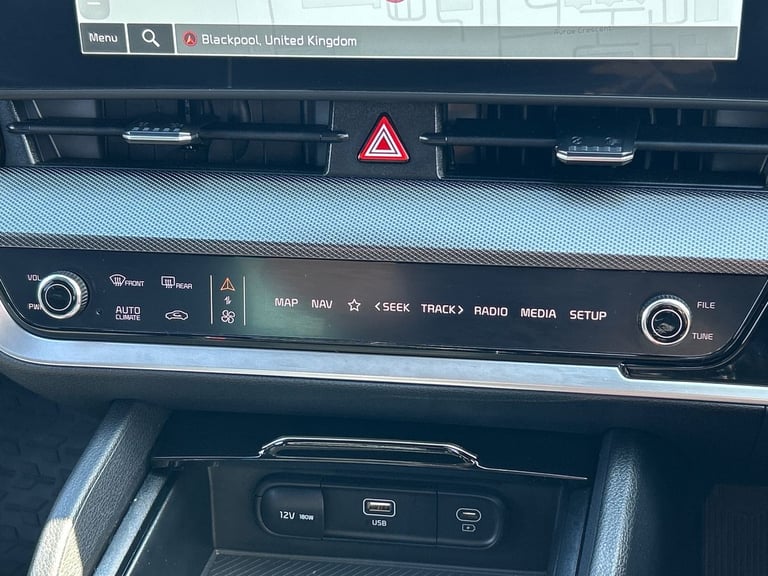 Menu
Blackpool, United Kingdom
VOL
PW
FRONT
REAR
AUTO
CLIMATE
MAP
NAV
< SEEK
TRACK >
RADIO
MEDIA
SETUP
FILE
TUNE
12V 180W
USB